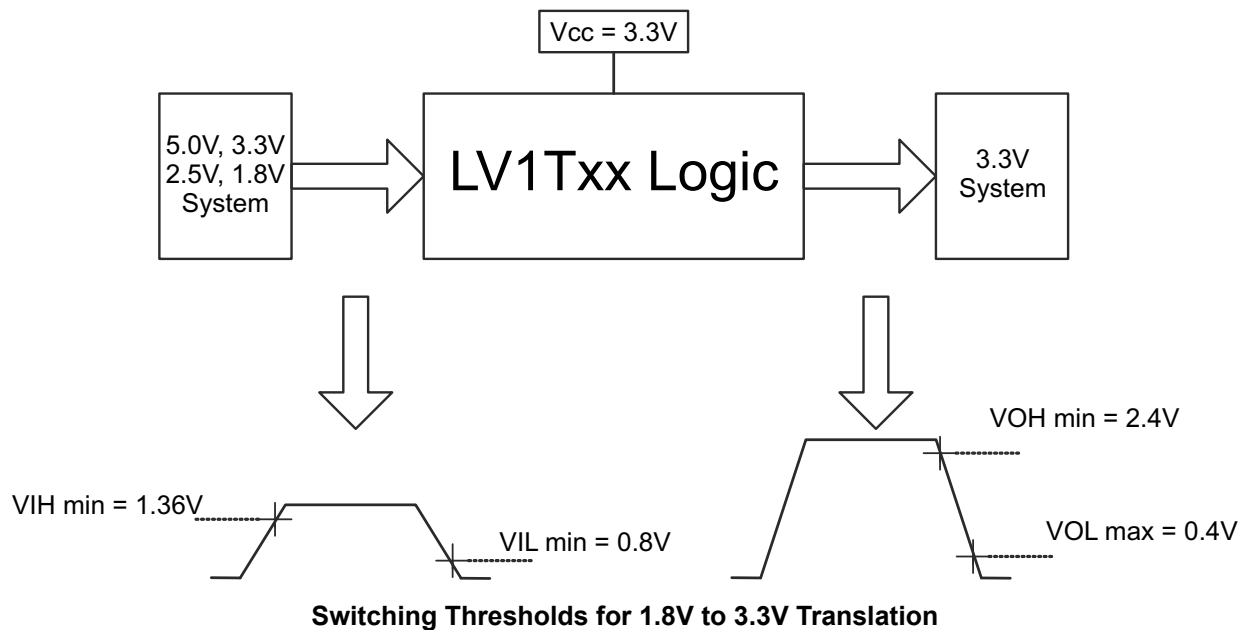 Vcc = 3.3V
5.0V, 3.3V
2.5V, 1.8V
System
LV1Txx Logic
3.3V
System
VOH min = 2.4V
VIH min = 1.36V
VIL min = 0.8V
VOL max = 0.4V
Switching Thresholds for 1.8V to 3.3V Translation